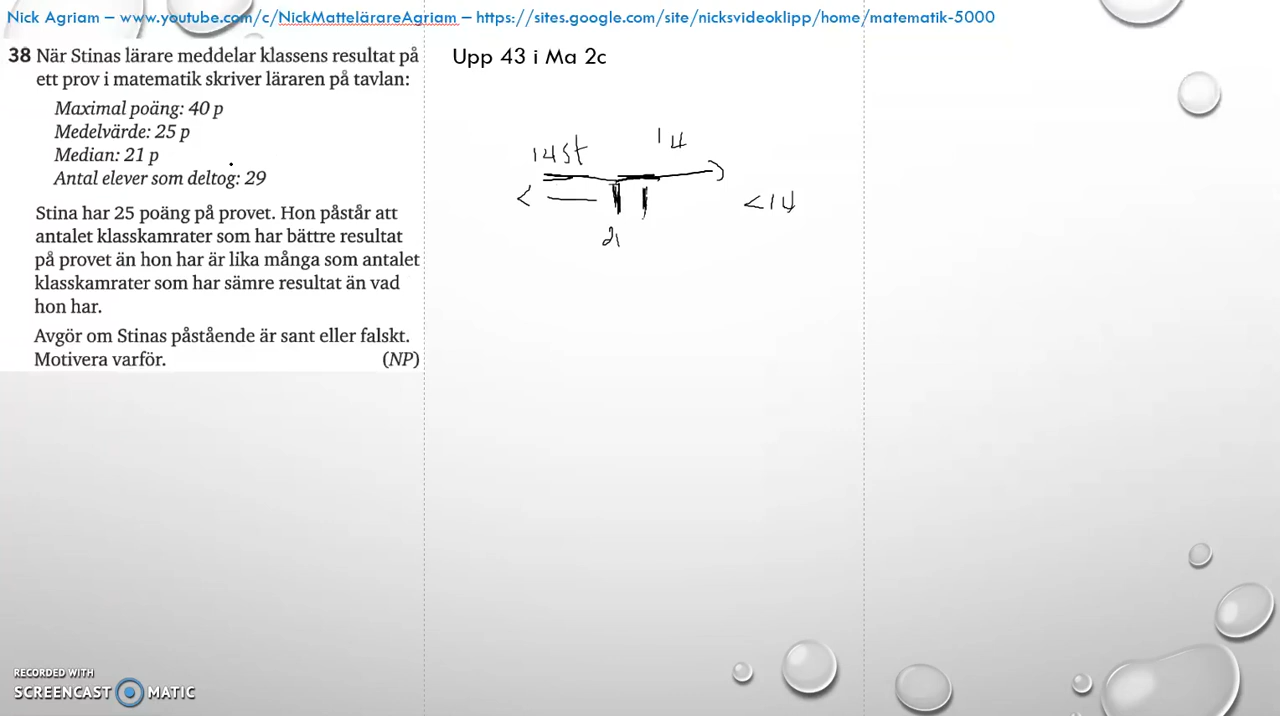 Nick Agriam – www.youtube.com/c/NickMattelärareAgriam – https://sites.google.com/site/nicksvideoklipp/home/matematik-5000
38 När Stinas lärare meddelar klassens resultat på
ett prov i matematik skriver läraren på tavlan:
Maximal poäng: 40 p
Medelvärde: 25 p
Median: 21 p
Antal elever som deltog: 29
Stina har 25 poäng på provet. Hon påstår att
antalet klasskamrater som har bättre resultat
på provet än hon har är lika många som antalet
klasskamrater som har sämre resultat än vad
hon har.
Avgör om Stinas påstående är sant eller falskt.
Motivera varför. (NP)
Upp 43 i Ma 2c
14st 14
<14
21
RECORDED WITH
SCREENCAST MATIC